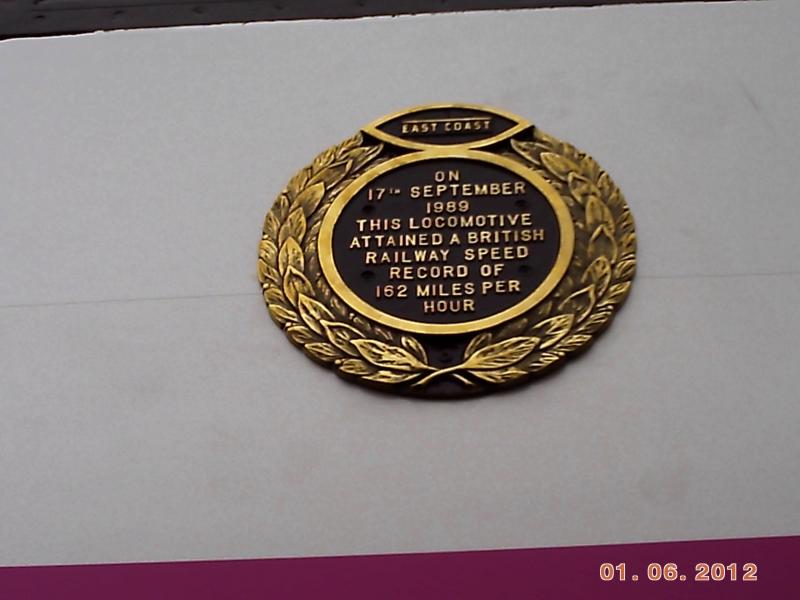 EAST COAST
ON
17TH SEPTEMBER
1989
THIS LOCOMOTIVE
ATTAINED A BRITISH
RAILWAY SPEED
RECORD OF
162 MILES PER
HOUR
01. 06. 2012